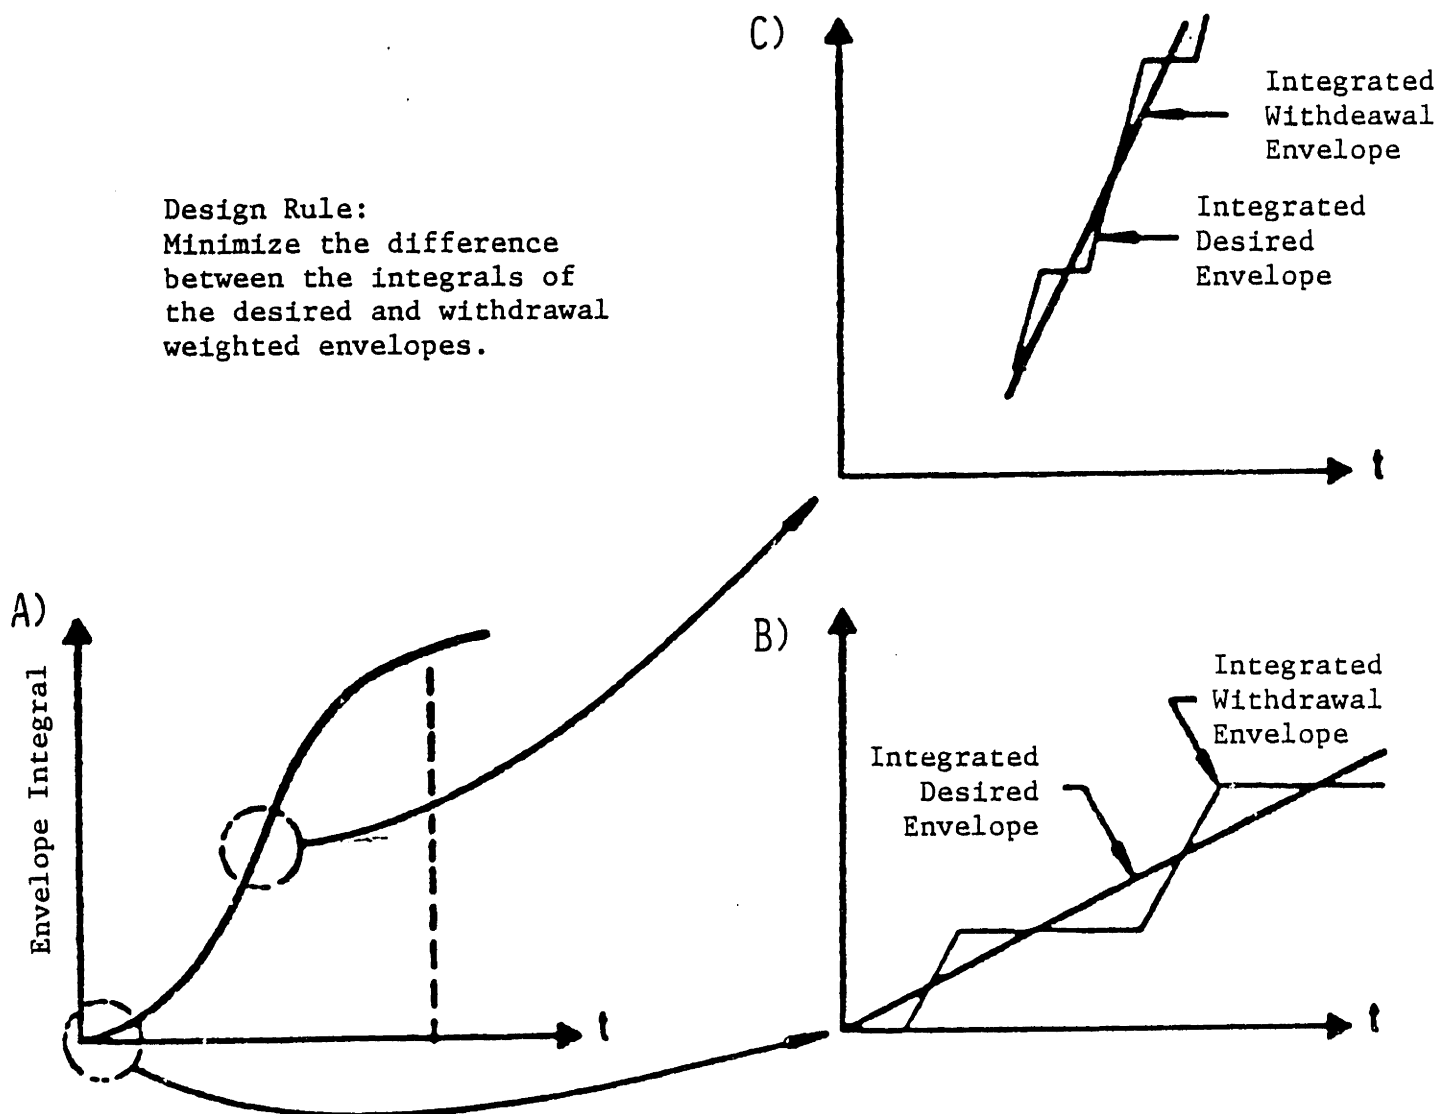 C)
Integrated
Withdeawal
Envelope
Integrated
Desired
Envelope
t
Design Rule:
Minimize the difference
between the integrals of
the desired and withdrawal
weighted envelopes.
A)
Envelope Integral
t
B)
Integrated
Withdrawal
Envelope
Integrated
Desired
Envelope
t